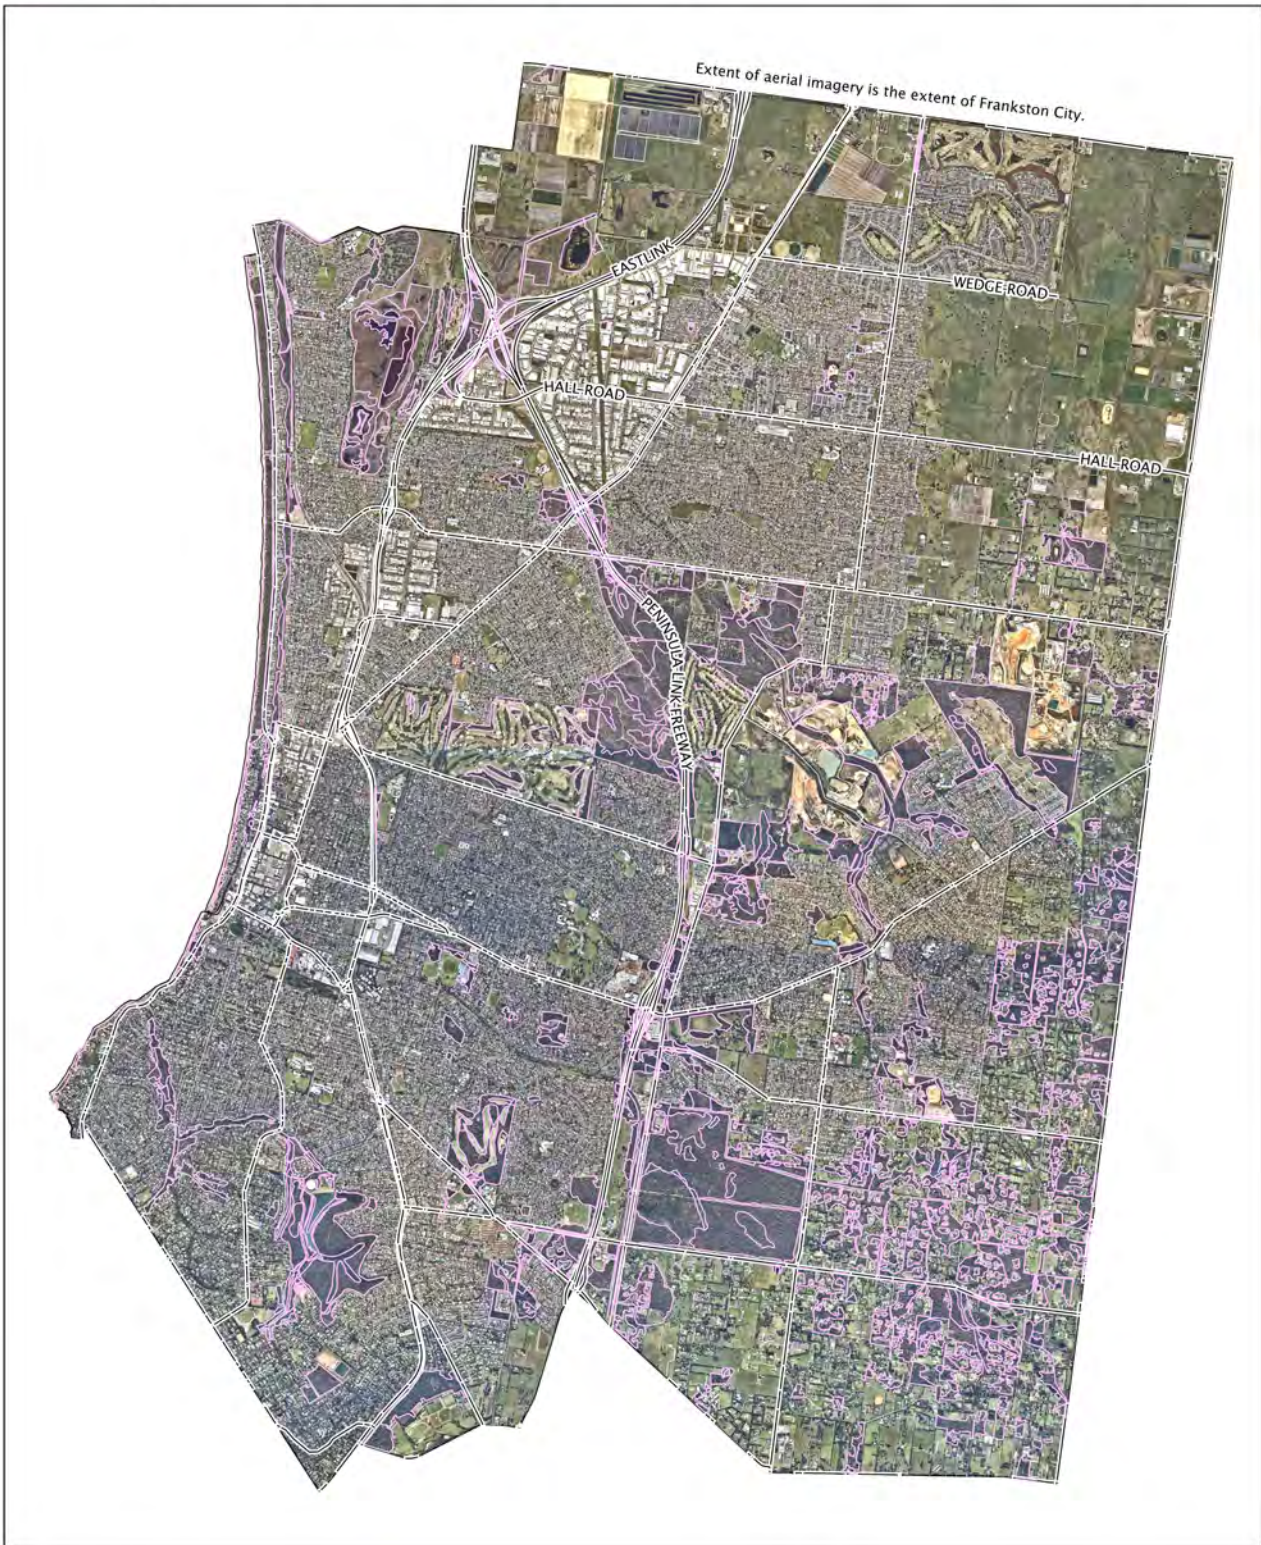 Extent of aerial imagery is the extent of Frankston City.
EASTLINK
WEDGE ROAD
HALL ROAD
HALL ROAD
PENINSULA LINK FREEWAY